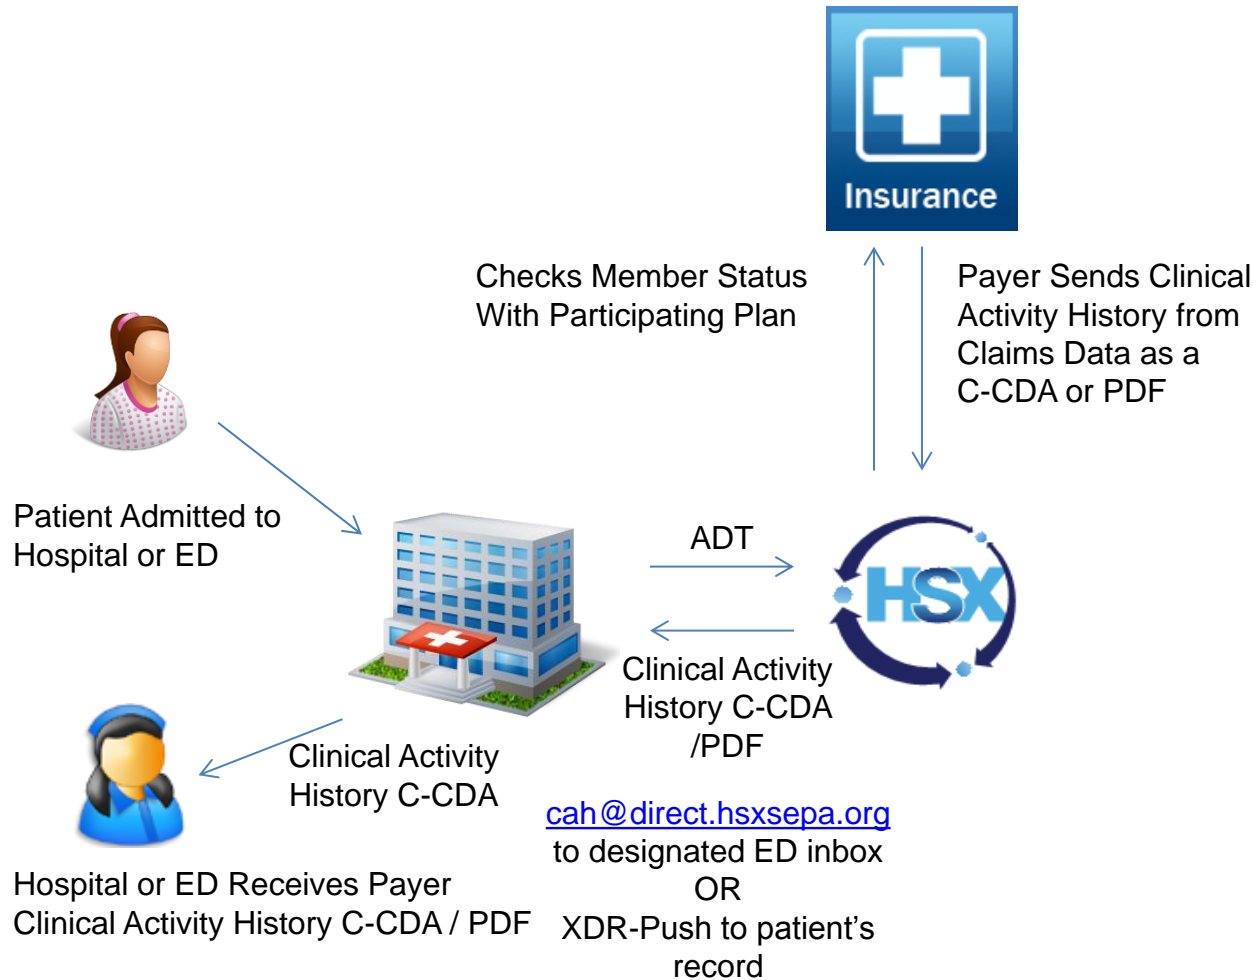 Insurance
Checks Member Status
With Participating Plan
Payer Sends Clinical
Activity History from
Claims Data as a
C-CDA or PDF
Patient Admitted to
Hospital or ED
ADT
HSX
Clinical Activity
History C-CDA
/PDF
Clinical Activity
History C-CDA
cah@direct.hsxsepa.org
to designated ED inbox
OR
XDR-Push to patient’s
record
Hospital or ED Receives Payer
Clinical Activity History C-CDA / PDF